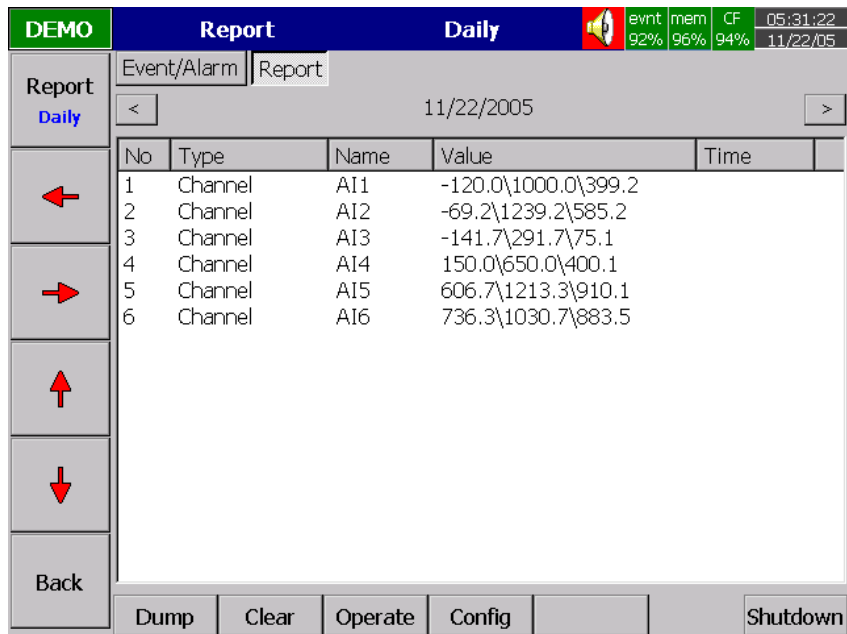 DEMO Report Daily evnt mem CF 05:31:22
92% 96% 94% 11/22/05
Report
Daily
Event/Alarm Report
< 11/22/2005 >
No Type Name Value Time
1 Channel AI1 -120.0\1000.0\399.2
2 Channel AI2 -69.2\1239.2\585.2
3 Channel AI3 -141.7\291.7\75.1
4 Channel AI4 150.0\650.0\400.1
5 Channel AI5 606.7\1213.3\910.1
6 Channel AI6 736.3\1030.7\883.5
Back
Dump Clear Operate Config Shutdown